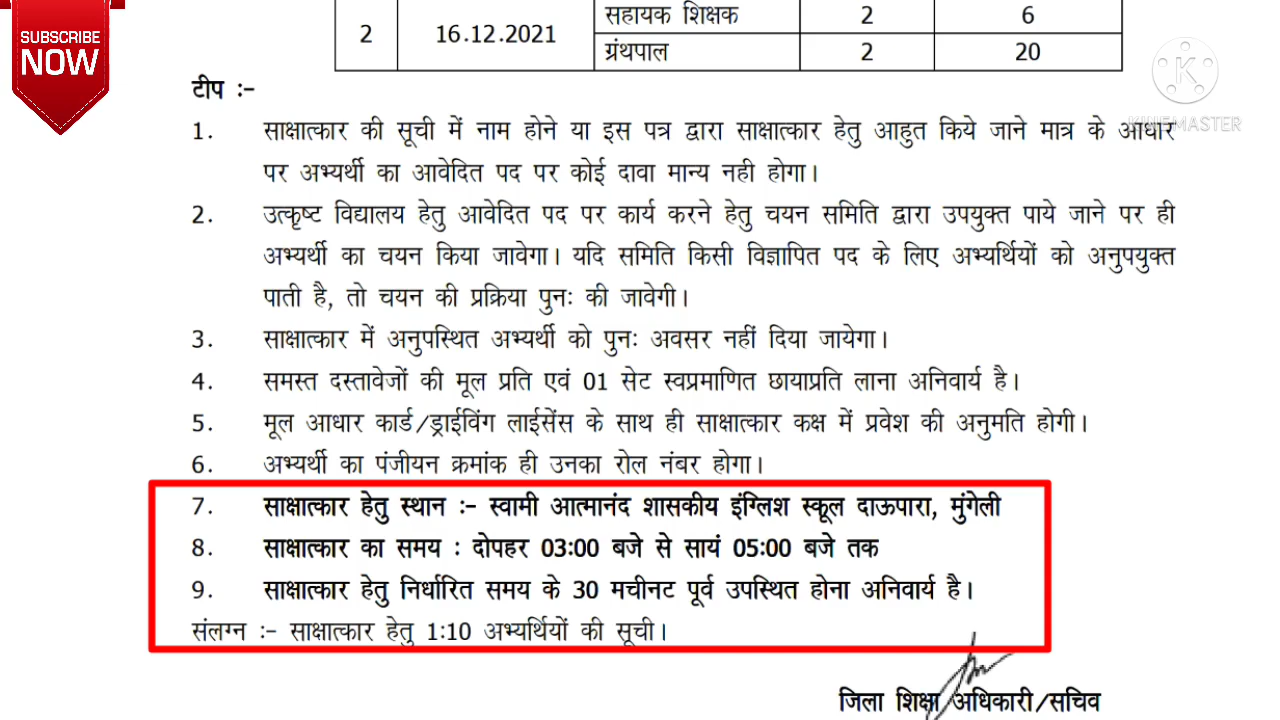 SUBSCRIBE
NOW
सहायक शिक्षक 2 6
2 16.12.2021
ग्रंथपाल 2 20
KINEMASTER
टीप :-
1. साक्षात्कार की सूची में नाम होने या इस पत्र द्वारा साक्षात्कार हेतु आहुत किये जाने मात्र के आधार
पर अभ्यर्थी का आवेदित पद पर कोई दावा मान्य नही होगा।
2. उत्कृष्ट विद्यालय हेतु आवेदित पद पर कार्य करने हेतु चयन समिति द्वारा उपयुक्त पाये जाने पर ही
अभ्यर्थी का चयन किया जावेगा। यदि समिति किसी विज्ञापित पद के लिए अभ्यर्थियों को अनुपयुक्त
पाती है, तो चयन की प्रक्रिया पुनः की जावेगी।
3. साक्षात्कार में अनुपस्थित अभ्यर्थी को पुनः अवसर नहीं दिया जायेगा।
4. समस्त दस्तावेजों की मूल प्रति एवं 01 सेट स्वप्रमाणित छायाप्रति लाना अनिवार्य है।
5. मूल आधार कार्ड/ड्राईविंग लाईसेंस के साथ ही साक्षात्कार कक्ष में प्रवेश की अनुमति होगी।
6. अभ्यर्थी का पंजीयन क्रमांक ही उनका रोल नंबर होगा।
7. साक्षात्कार हेतु स्थान :- स्वामी आत्मानंद शासकीय इंग्लिश स्कूल दाऊपारा, मुंगेली
8. साक्षात्कार का समय : दोपहर 03:00 बजे से सायं 05:00 बजे तक
9. साक्षात्कार हेतु निर्धारित समय के 30 मचीनट पूर्व उपस्थित होना अनिवार्य है।
संलग्न :- साक्षात्कार हेतु 1:10 अभ्यर्थियों की सूची।
जिला शिक्षा अधिकारी/सचिव